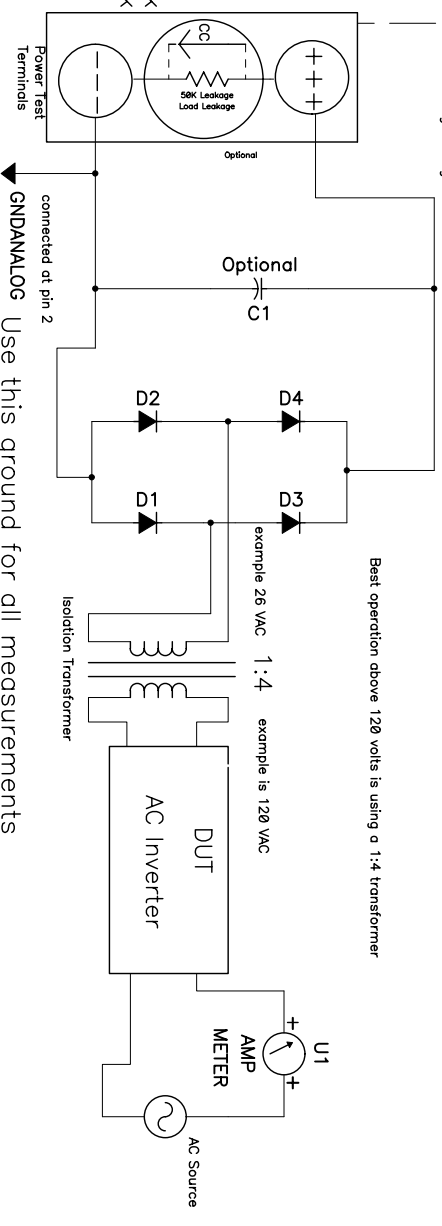 CC
+++
50K Leakage
Load Leakage
Power Test
Terminals
Optional
connected at pin 2
GNDANALOG
Use this ground for all measurements
Optional
C1
D2
D4
D1
D3
example 26 VAC
1:4
example is 120 VAC
Isolation Transformer
Best operation above 120 volts is using a 1:4 transformer
DUT
AC Inverter
+
U1
+
AMP
METER
AC Source